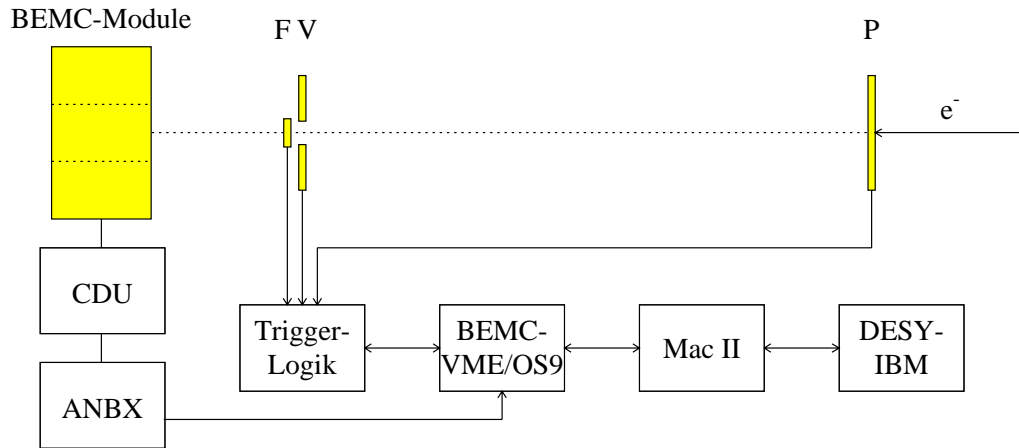 BEMC-Module
F V
P
e-
CDU
ANBX
Trigger-
Logik
BEMC-
VME/OS9
Mac II
DESY-
IBM